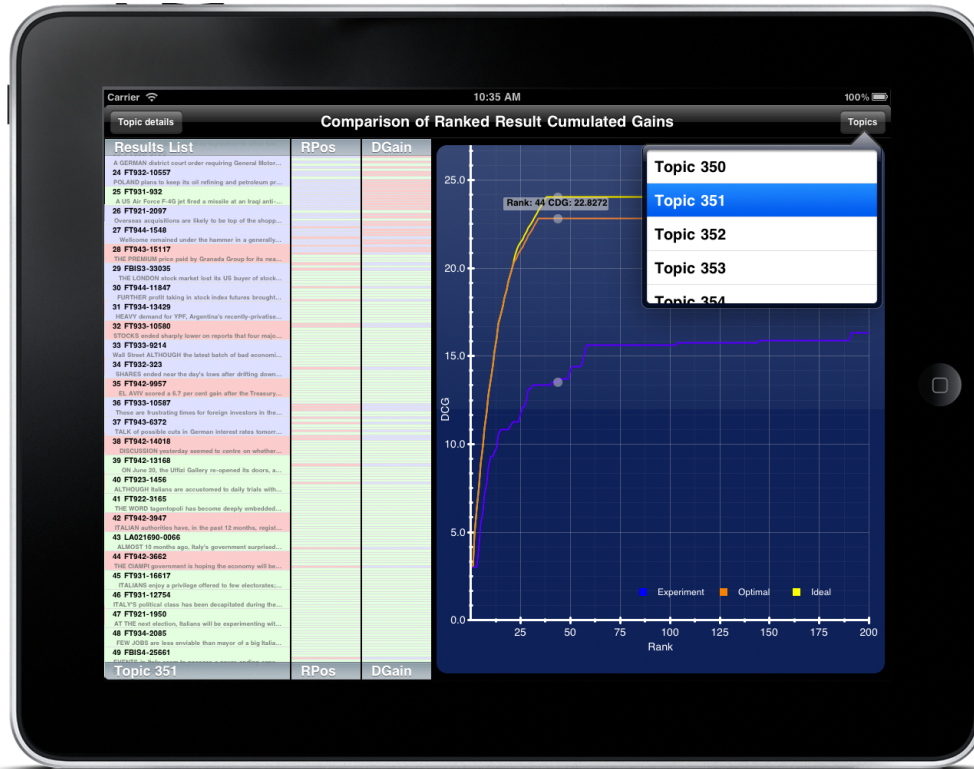 Carrier 10:35 AM 100%
Topic details Comparison of Ranked Result Cumulated Gains Topics
Results List RPos DGain
A GERMAN district court order requiring General Motor...
24 FT932-10557
POLAND plans to keep its oil refining and petroleum pr...
25 FT931-932
A US Air Force F-4G jet fired a missile at an Iraqi anti-...
26 FT921-2097
Overseas acquisitions are likely to be top of the shopp...
27 FT944-1548
Wellcome remained under the hammer in a generally...
28 FT943-15117
THE PREMIUM price paid by Granada Group for its nea...
29 FBIS3-33035
THE LONDON stock market lost its US buyer of stock...
30 FT944-11847
FURTHER profit taking in stock index futures brought...
31 FT934-13429
HEAVY demand for YPF, Argentina's recently-privatise...
32 FT933-10580
STOCKS ended sharply lower on reports that four majo...
33 FT933-9214
Wall Street ALTHOUGH the latest batch of bad economi...
34 FT932-323
SHARES ended near the day's lows after drifting down...
35 FT942-9957
EL AVIV scored a 6.7 per cent gain after the Treasury...
36 FT933-10587
These are frustrating times for foreign investors in the...
37 FT943-6372
TALK of possible cuts in German interest rates tomorr...
38 FT942-14018
DISCUSSION yesterday seemed to centre on whether...
39 FT942-13168
ON June 20, the Uffizi Gallery re-opened its doors, a...
40 FT923-1456
ALTHOUGH Italians are accustomed to daily trials with...
41 FT922-3165
THE WORD tagentopoli has become deeply embedded...
42 FT942-3947
ITALIAN authorities have, in the past 12 months, regist...
43 LA021690-0066
ALMOST 10 months ago, Italy's government surprised...
44 FT942-3662
THE CIAMPI government is hoping the economy will be...
45 FT931-16617
ITALIANS enjoy a privilege offered to few electorates;...
46 FT931-12754
ITALY'S political class has been decapitated during the...
47 FT921-1950
AT THE next election, Italians will be experimenting wit...
48 FT934-2085
FEW JOBS are less enviable than mayor of a big Italia...
49 FBIS4-25661
Topic 351 RPos DGain
Topic 350
Topic 351
Topic 352
Topic 353
Topic 354
Rank: 44 CDG: 22.8272
25.0
20.0
15.0
DCG
10.0
5.0
0.0
Experiment Optimal Ideal
25 50 75 100 125 150 175 200
Rank